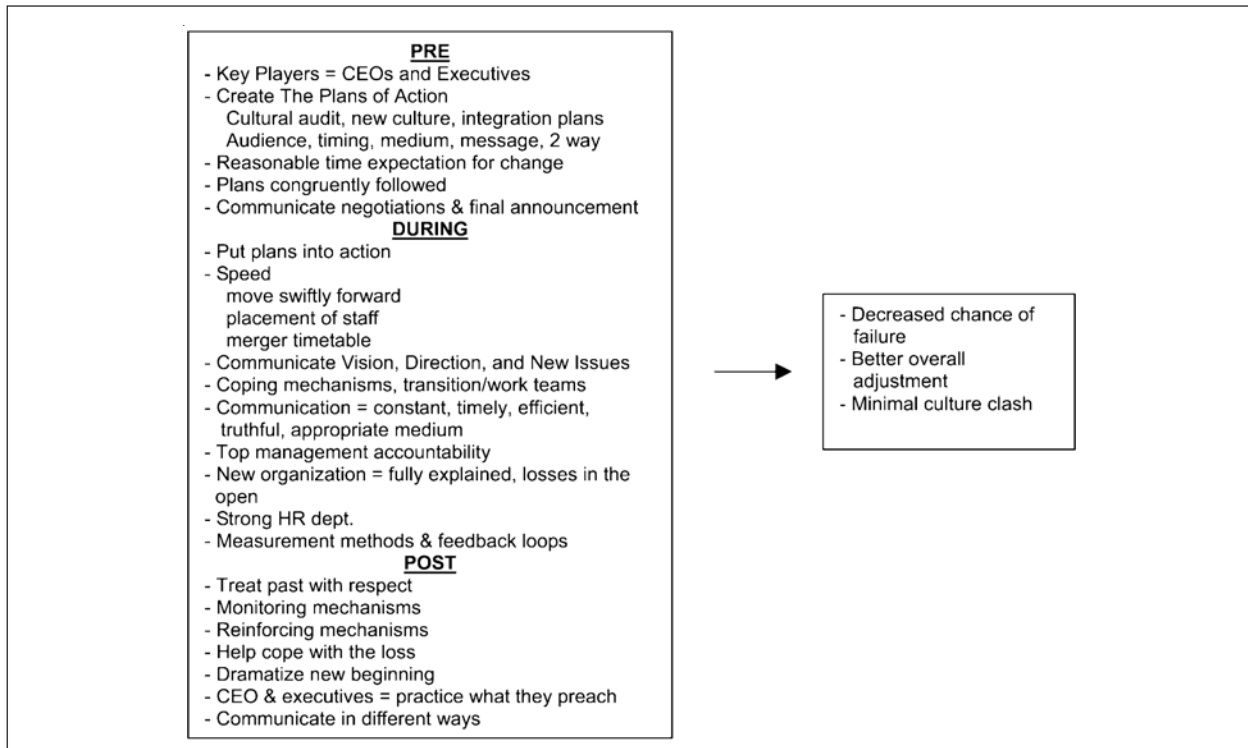 PRE
- Key Players = CEOs and Executives
- Create The Plans of Action
Cultural audit, new culture, integration plans
Audience, timing, medium, message, 2 way
- Reasonable time expectation for change
- Plans congruently followed
- Communicate negotiations & final announcement
DURING
- Put plans into action
- Speed
move swiftly forward
placement of staff
merger timetable
- Communicate Vision, Direction, and New Issues
- Coping mechanisms, transition/work teams
- Communication = constant, timely, efficient,
truthful, appropriate medium
- Top management accountability
- New organization = fully explained, losses in the
open
- Strong HR dept.
- Measurement methods & feedback loops
POST
- Treat past with respect
- Monitoring mechanisms
- Reinforcing mechanisms
- Help cope with the loss
- Dramatize new beginning
- CEO & executives = practice what they preach
- Communicate in different ways
- Decreased chance of
failure
- Better overall
adjustment
- Minimal culture clash